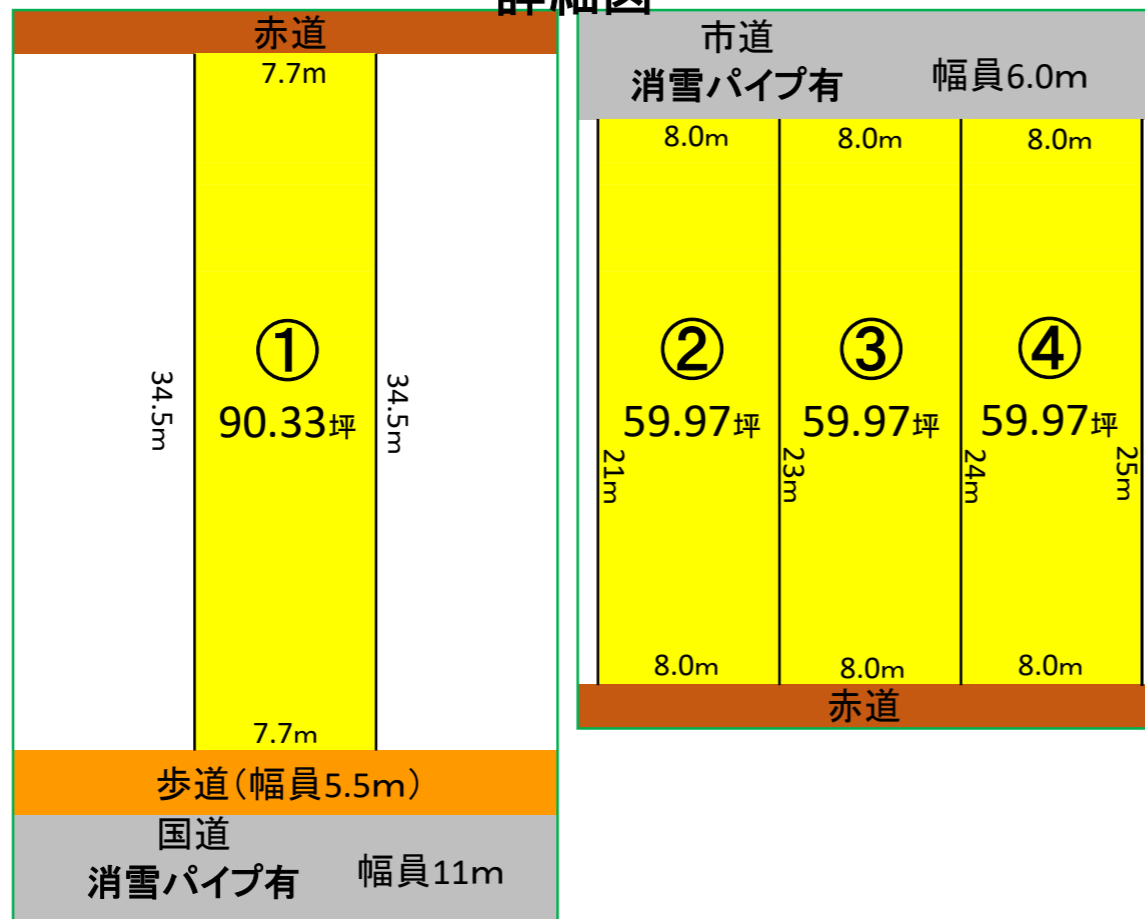 詳細図
赤道
7.7m
①
90.33坪
34.5m
34.5m
7.7m
歩道(幅員5.5m)
国道
消雪パイプ有
幅員11m
市道
消雪パイプ有
幅員6.0m
8.0m
8.0m
8.0m
②
③
④
59.97坪
59.97坪
59.97坪
21m
23m
24m
25m
8.0m
8.0m
8.0m
赤道